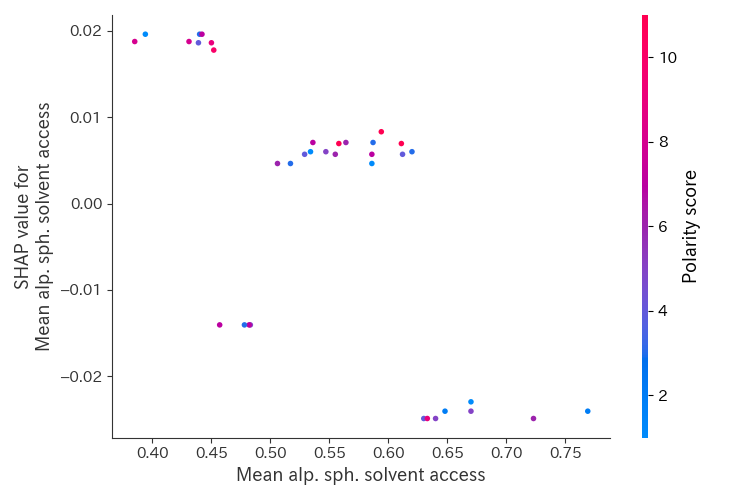 0.02
0.01
0.00
−0.01
−0.02
SHAP value for
Mean alp. sph. solvent access
0.40 0.45 0.50 0.55 0.60 0.65 0.70 0.75
Mean alp. sph. solvent access
10
8
6
4
2
Polarity score